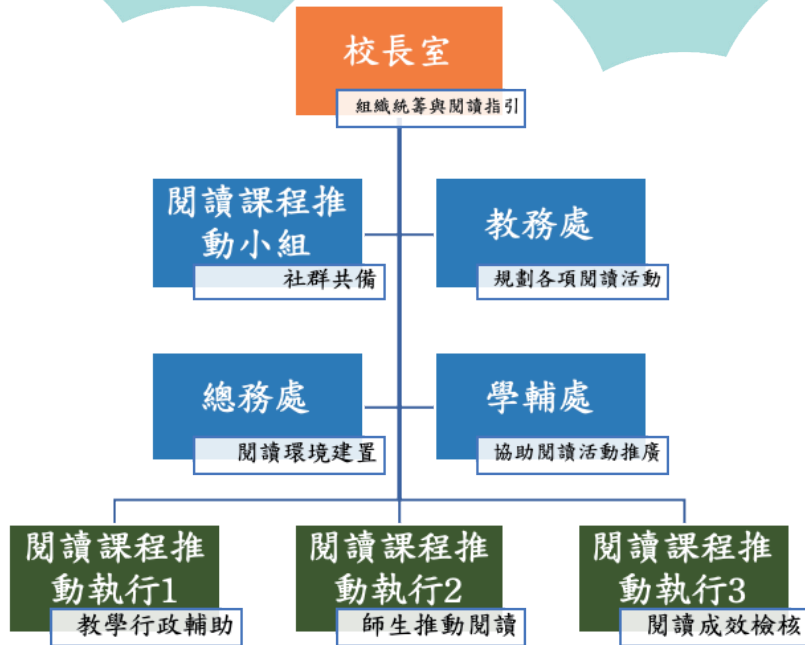 校長室
組織統籌與閱讀指引
閱讀課程推
動小組
社群共備
教務處
規劃各項閱讀活動
總務處
閱讀環境建置
學輔處
協助閱讀活動推廣
閱讀課程推
動執行1
教學行政輔助
閱讀課程推
動執行2
師生推動閱讀
閱讀課程推
動執行3
閱讀成效檢核